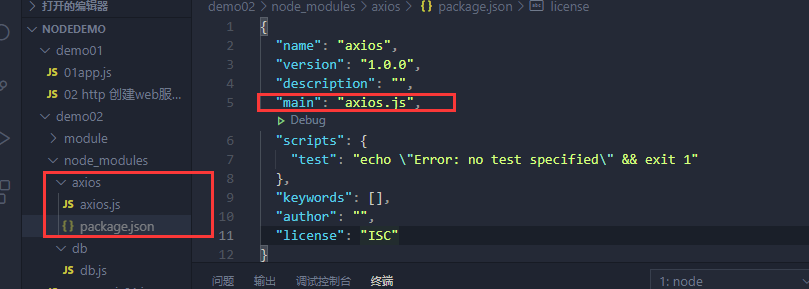 打开的编辑器
NODEDEMO
demo01
JS 01app.js
JS 02 http 创建web服...
demo02
module
node_modules
axios
JS axios.js
{} package.json
db
JS db.js
demo02 > node_modules > axios > {} package.json > abc license
1 {
2 "name": "axios",
3 "version": "1.0.0",
4 "description": "",
5 "main": "axios.js",
Debug
6 "scripts": {
7 "test": "echo \"Error: no test specified\" && exit 1"
8 },
9 "keywords": [],
10 "author": "",
11 "license": "ISC"
12 }
问题 输出 调试控制台 终端 1: node